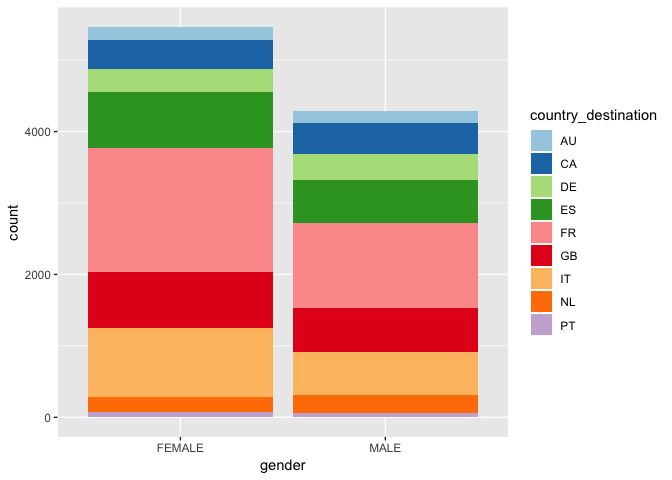 4000
2000
0
count
FEMALE
MALE
gender
country_destination
AU
CA
DE
ES
FR
GB
IT
NL
PT